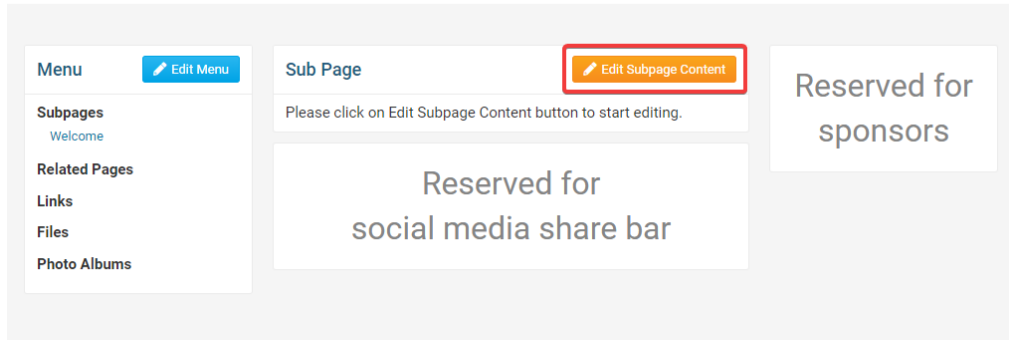 Menu
Edit Menu
Subpages
Welcome
Related Pages
Links
Files
Photo Albums
Sub Page
Edit Subpage Content
Please click on Edit Subpage Content button to start editing.
Reserved for
social media share bar
Reserved for
sponsors